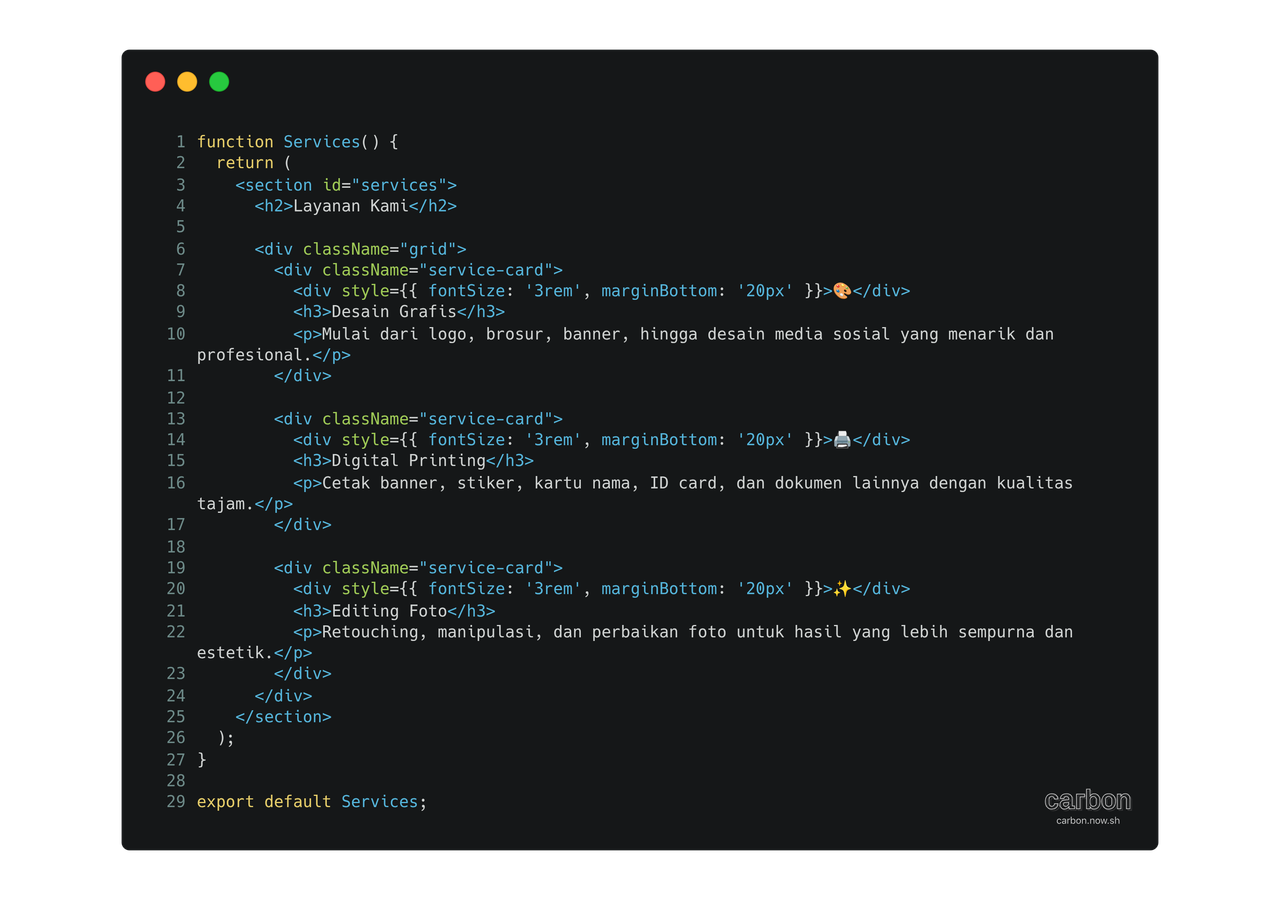 1 function Services() {
2   return (
3     <section id="services">
4       <h2>Layanan Kami</h2>
5
6       <div className="grid">
7         <div className="service-card">
8           <div style={{ fontSize: '3rem', marginBottom: '20px' }}>🎨</div>
9           <h3>Desain Grafis</h3>
10           <p>Mulai dari logo, brosur, banner, hingga desain media sosial yang menarik dan
profesional.</p>
11         </div>
12
13         <div className="service-card">
14           <div style={{ fontSize: '3rem', marginBottom: '20px' }}>🖨️</div>
15           <h3>Digital Printing</h3>
16           <p>Cetak banner, stiker, kartu nama, ID card, dan dokumen lainnya dengan kualitas
tajam.</p>
17         </div>
18
19         <div className="service-card">
20           <div style={{ fontSize: '3rem', marginBottom: '20px' }}>✨</div>
21           <h3>Editing Foto</h3>
22           <p>Retouching, manipulasi, dan perbaikan foto untuk hasil yang lebih sempurna dan
estetik.</p>
23         </div>
24       </div>
25     </section>
26   );
27 }
28
29 export default Services;
carbon
carbon.now.sh